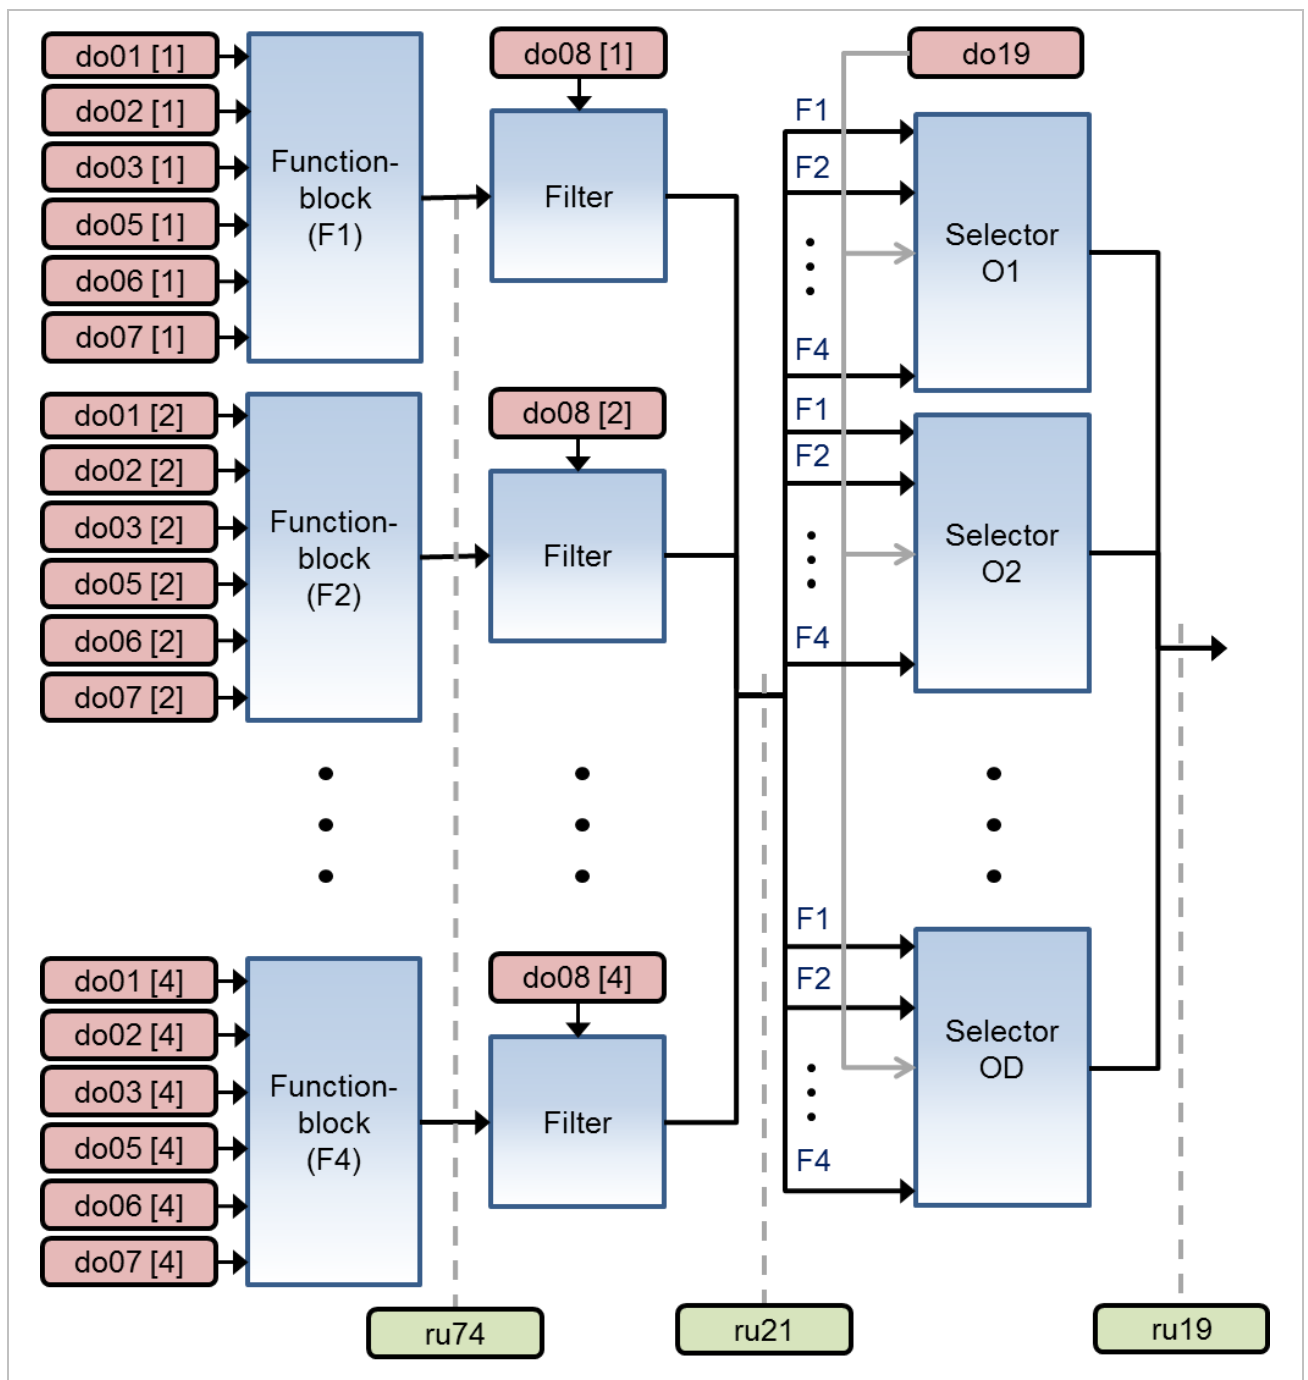 do01 [1]
do02 [1]
do03 [1]
do05 [1]
do06 [1]
do07 [1]
Function-
block
(F1)
do08 [1]
Filter
do01 [2]
do02 [2]
do03 [2]
do05 [2]
do06 [2]
do07 [2]
Function-
block
(F2)
do08 [2]
Filter
do01 [4]
do02 [4]
do03 [4]
do05 [4]
do06 [4]
do07 [4]
Function-
block
(F4)
do08 [4]
Filter
do19
F1
F2
F4
Selector
O1
F1
F2
F4
Selector
O2
F1
F2
F4
Selector
OD
ru74
ru21
ru19